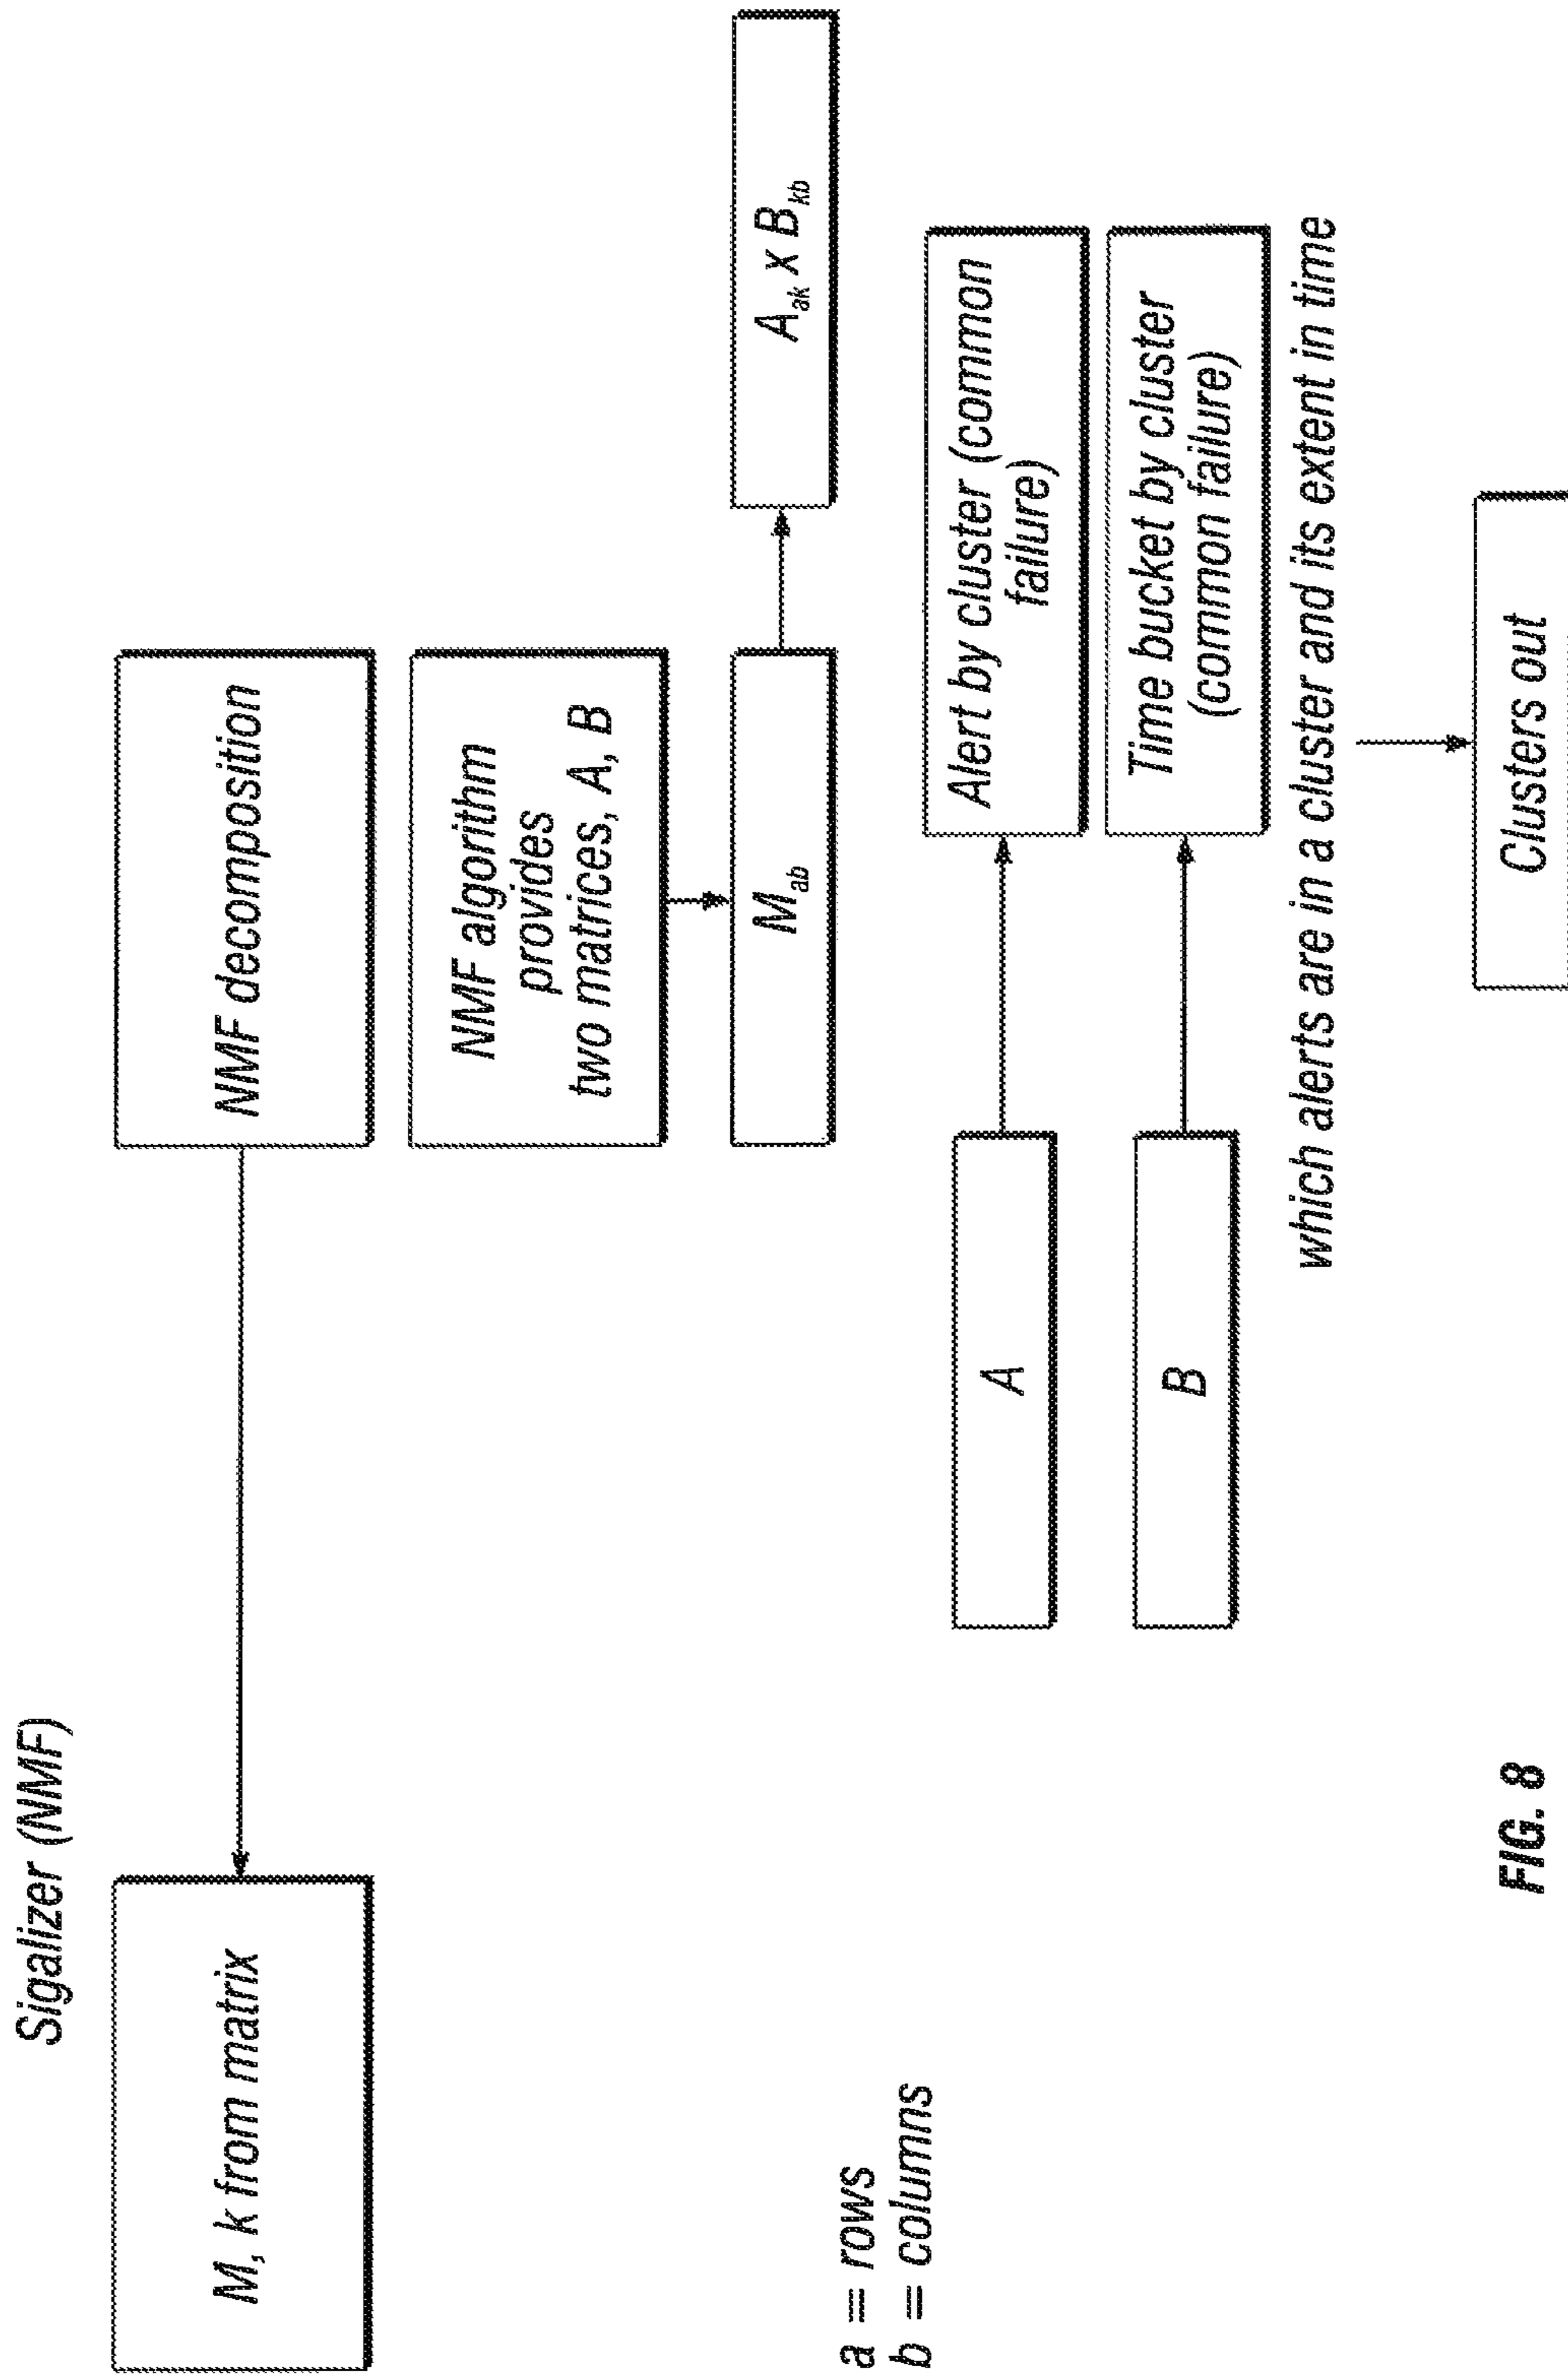 Sigalizer (NMF)
M, k from matrix
NMF decomposition
NMF algorithm
provides
two matrices, A, B
M_ab
A_ak x B_kb
a = rows
b = columns
A
Alert by cluster (common
failure)
B
Time bucket by cluster
(common failure)
which alerts are in a cluster and its extent in time
Clusters out
FIG. 8